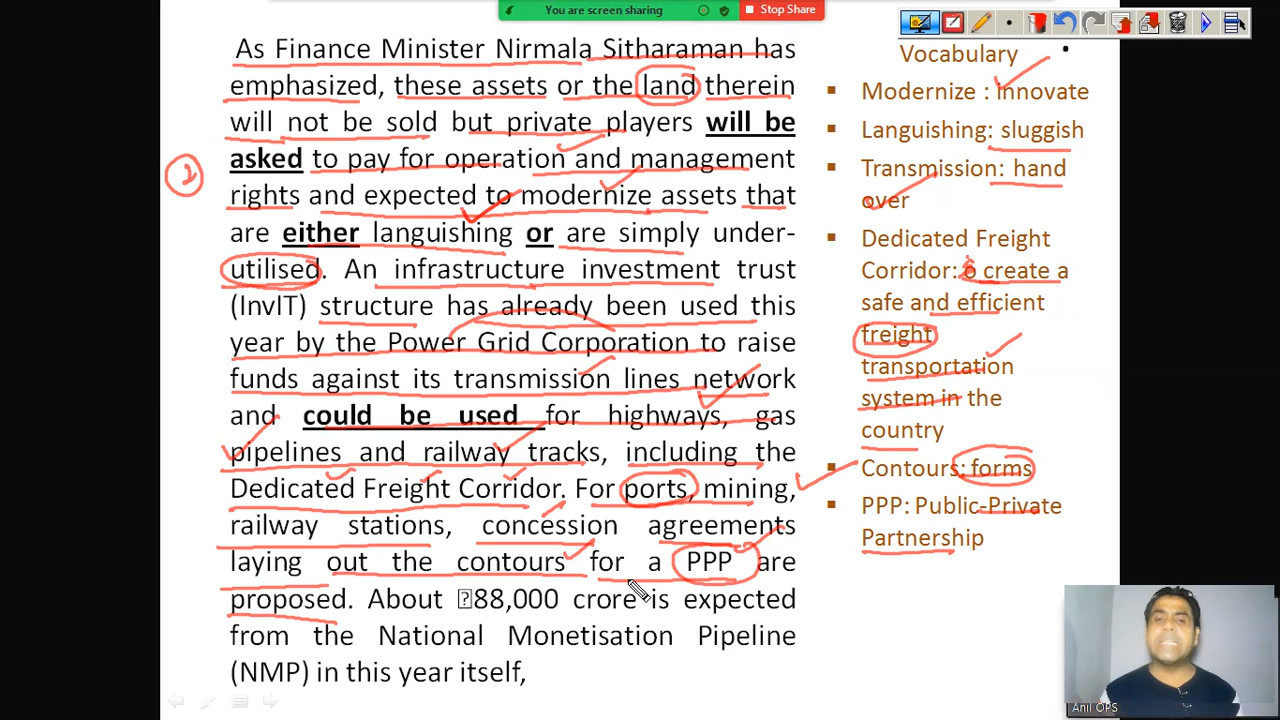 You are screen sharing
Stop Share
As Finance Minister Nirmala Sitharaman has
emphasized, these assets or the land therein
will not be sold but private players will be
asked to pay for operation and management
rights and expected to modernize assets that
are either languishing or are simply under-
utilised. An infrastructure investment trust
(InvIT) structure has already been used this
year by the Power Grid Corporation to raise
funds against its transmission lines network
and could be used for highways, gas
pipelines and railway tracks, including the
Dedicated Freight Corridor. For ports, mining,
railway stations, concession agreements
laying out the contours for a PPP are
proposed. About 88,000 crore is expected
from the National Monetisation Pipeline
(NMP) in this year itself,
2
Vocabulary
Modernize : innovate
Languishing: sluggish
Transmission: hand
over
Dedicated Freight
Corridor: create a
safe and efficient
freight
transportation
system in the
country
Contours: forms
PPP: Public-Private
Partnership
Anil OPS